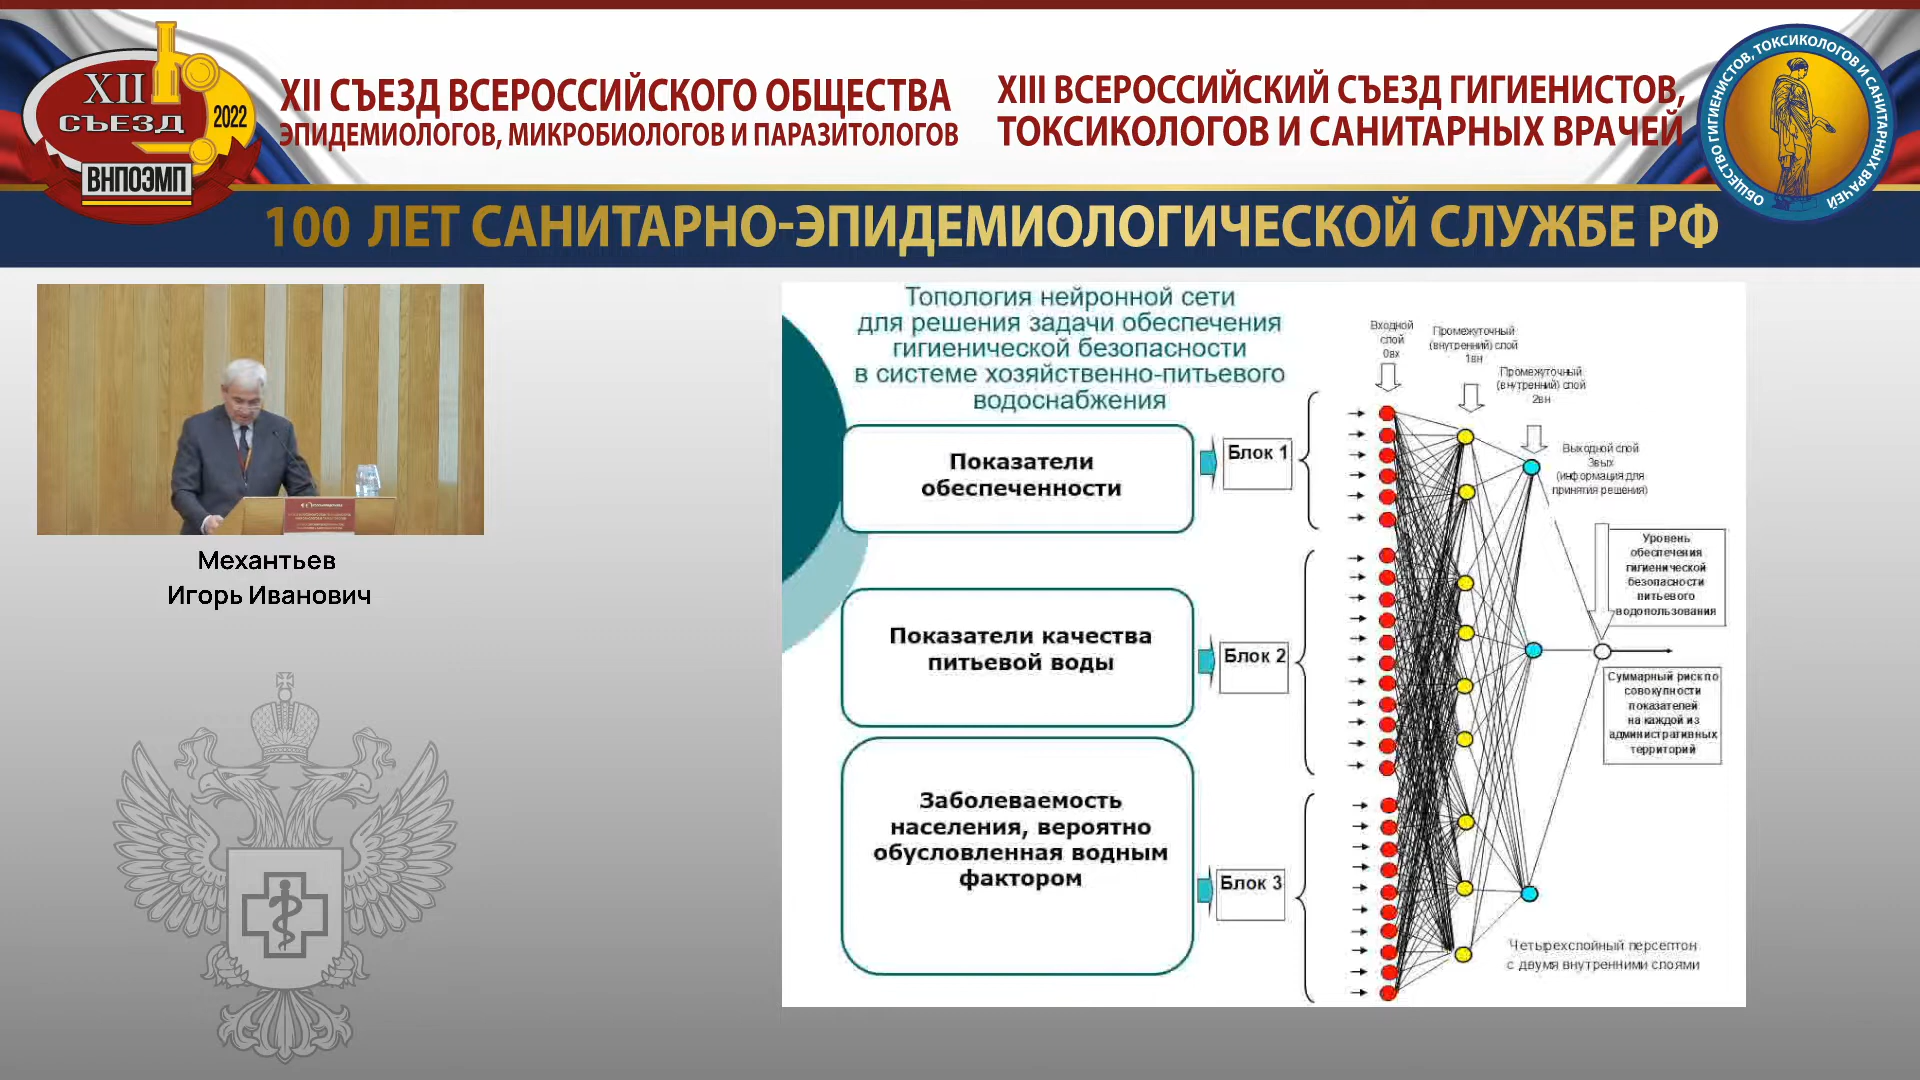 XII
СЪЕЗД
2022
ВНПОЭМП
XII СЪЕЗД ВСЕРОССИЙСКОГО ОБЩЕСТВА
ЭПИДЕМИОЛОГОВ, МИКРОБИОЛОГОВ И ПАРАЗИТОЛОГОВ
XIII ВСЕРОССИЙСКИЙ СЪЕЗД ГИГИЕНИСТОВ,
ТОКСИКОЛОГОВ И САНИТАРНЫХ ВРАЧЕЙ
ОБЩЕСТВО ГИГИЕНИСТОВ, ТОКСИКОЛОГОВ И САНИТАРНЫХ ВРАЧЕЙ
100 ЛЕТ САНИТАРНО-ЭПИДЕМИОЛОГИЧЕСКОЙ СЛУЖБЕ РФ
Механтьев
Игорь Иванович
Топология нейронной сети
для решения задачи обеспечения
гигиенической безопасности
в системе хозяйственно-питьевого
водоснабжения
Показатели
обеспеченности
Блок 1
Показатели качества
питьевой воды
Блок 2
Заболеваемость
населения, вероятно
обусловленная водным
фактором
Блок 3
Входной
слой
0вх
Промежуточный
(внутренний) слой
1вн
Промежуточный
(внутренний) слой
2вн
Выходной слой
3вых
(информация для
принятия решения)
Уровень
обеспечения
гигиенической
безопасности
питьевого
водопользования
Суммарный риск по
совокупности
показателей
на каждой из
административных
территорий
Четырехслойный персептон
с двумя внутренними слоями